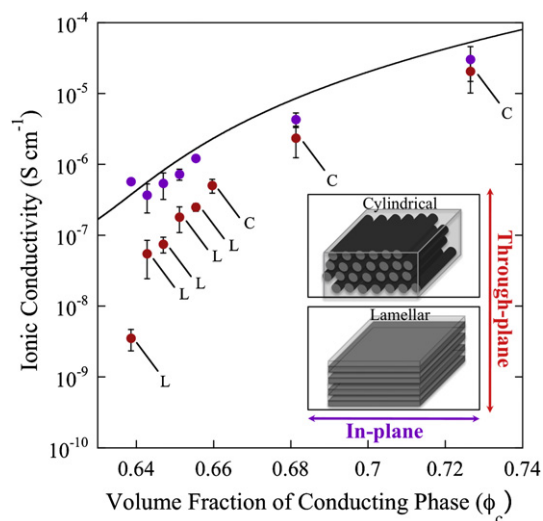 10⁻⁴
10⁻⁵
10⁻⁶
10⁻⁷
10⁻⁸
10⁻⁹
10⁻¹⁰
Ionic Conductivity (S cm⁻¹)
C
C
C
L
L
L
L
L
Cylindrical
Lamellar
Through-plane
In-plane
0.64 0.66 0.68 0.7 0.72 0.74
Volume Fraction of Conducting Phase (ϕc)